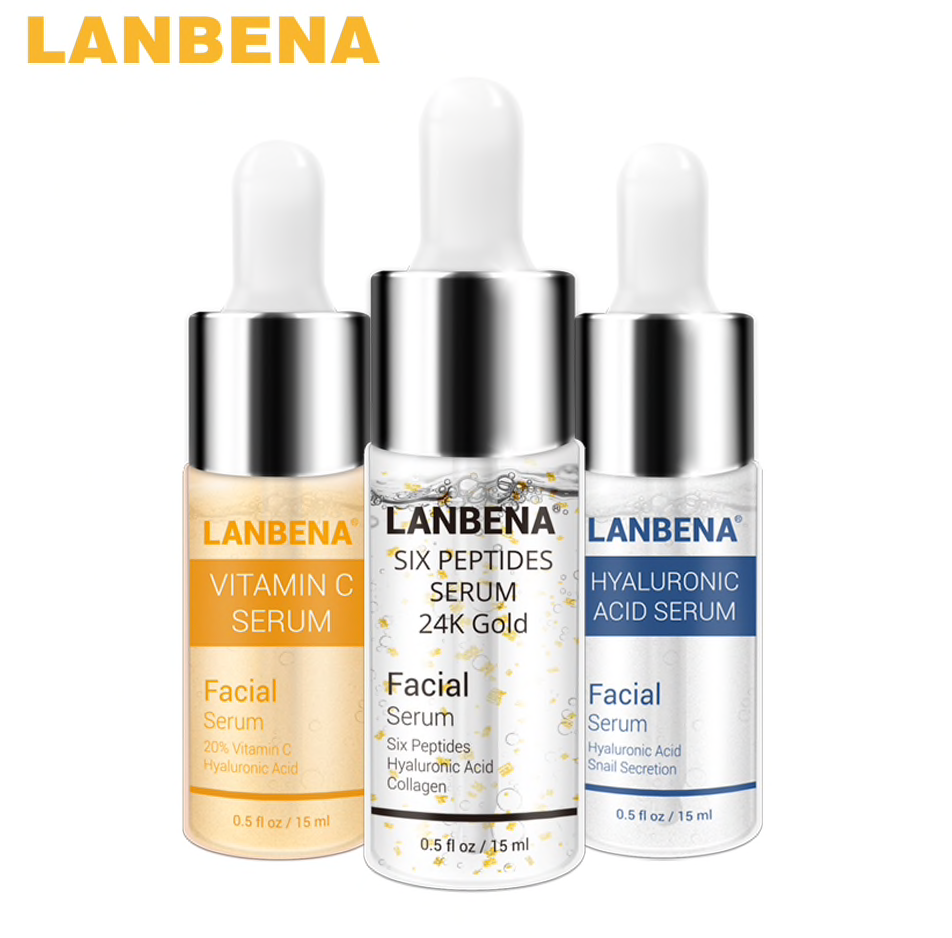 LANBENA
LANBENA®
VITAMIN C
SERUM
Facial
Serum
20% Vitamin C
Hyaluronic Acid
0.5 fl oz / 15 ml
LANBENA®
SIX PEPTIDES
SERUM
24K Gold
Facial
Serum
Six Peptides
Hyaluronic Acid
Collagen
0.5 fl oz / 15 ml
LANBENA®
HYALURONIC
ACID SERUM
Facial
Serum
Hyaluronic Acid
Snail Secretion
0.5 fl oz / 15 ml